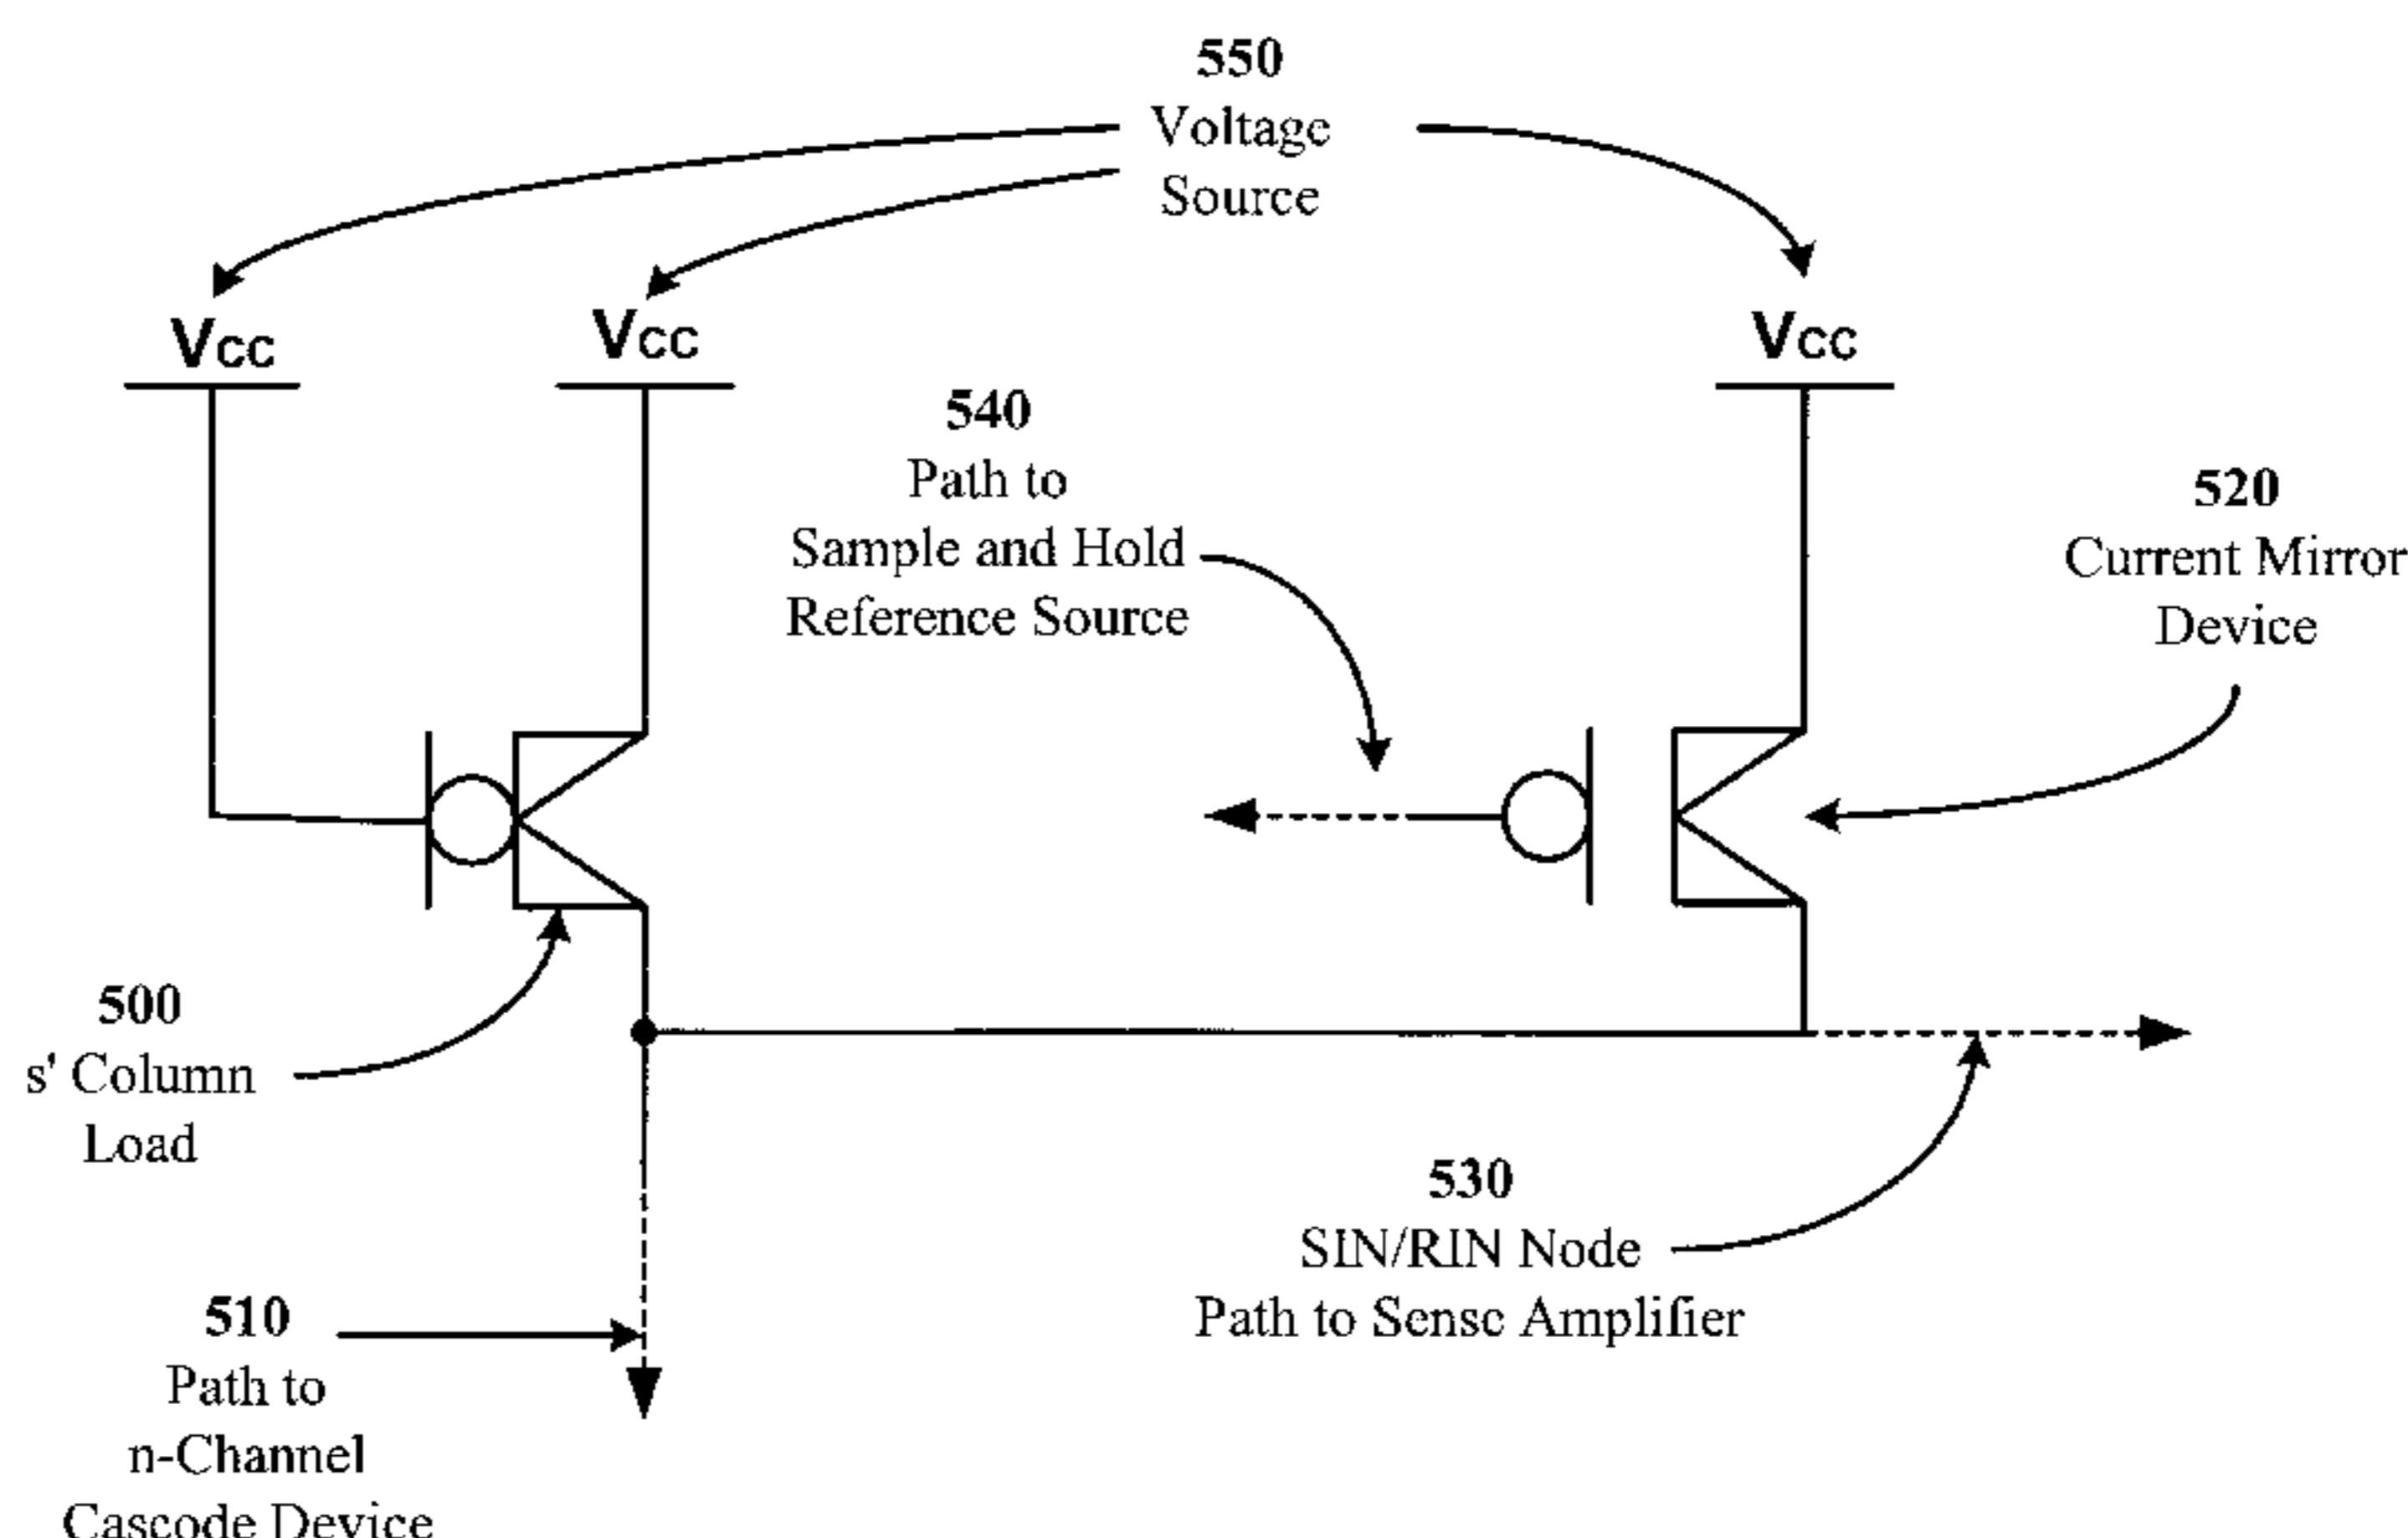 550
Voltage
Source
Vcc
Vcc
Vcc
540
Path to
Sample and Hold
Reference Source
520
Current Mirror
Device
500
s' Column
Load
530
SIN/RIN Node
Path to Sense Amplifier
510
Path to
n-Channel
Cascode Device